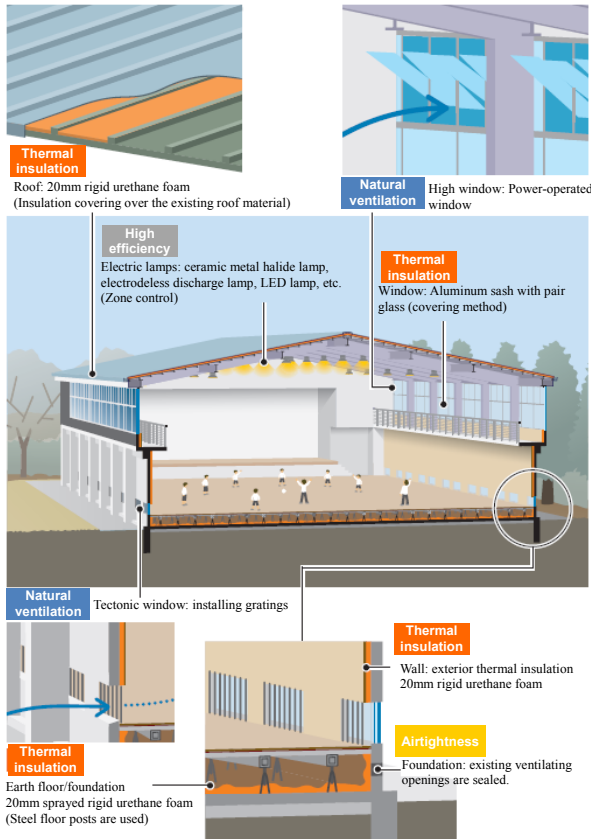 Thermal
insulation
Roof: 20mm rigid urethane foam
(Insulation covering over the existing roof material)
Natural
ventilation
High window: Power-operated
window
High
efficiency
Electric lamps: ceramic metal halide lamp,
electrodeless discharge lamp, LED lamp, etc.
(Zone control)
Thermal
insulation
Window: Aluminum sash with pair
glass (covering method)
Natural
ventilation
Tectonic window: installing gratings
Thermal
insulation
Wall: exterior thermal insulation
20mm rigid urethane foam
Airtightness
Foundation: existing ventilating
openings are sealed.
Thermal
insulation
Earth floor/foundation
20mm sprayed rigid urethane foam
(Steel floor posts are used)